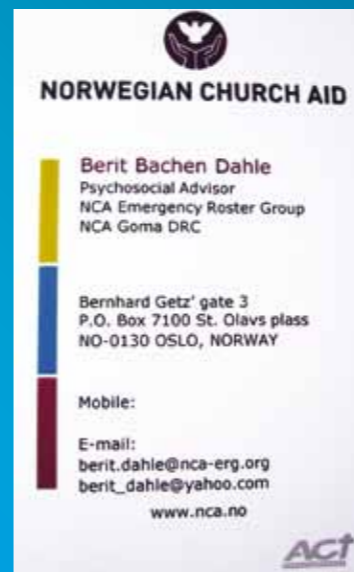 NORWEGIAN CHURCH AID
Berit Bachen Dahle
Psychosocial Advisor
NCA Emergency Roster Group
NCA Goma DRC
Bernhard Getz' gate 3
P.O. Box 7100 St. Olavs plass
NO-0130 OSLO, NORWAY
Mobile:
E-mail:
berit.dahle@nca-erg.org
berit_dahle@yahoo.com
www.nca.no
ACT